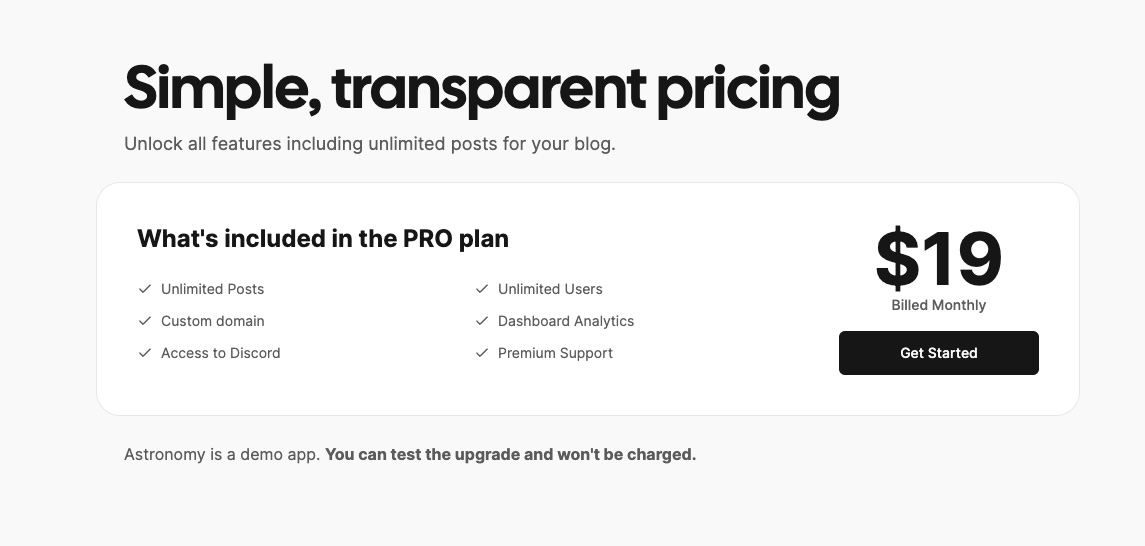 Simple, transparent pricing
Unlock all features including unlimited posts for your blog.
What's included in the PRO plan
Unlimited Posts
Unlimited Users
Custom domain
Dashboard Analytics
Access to Discord
Premium Support
$19
Billed Monthly
Get Started
Astronomy is a demo app. You can test the upgrade and won't be charged.